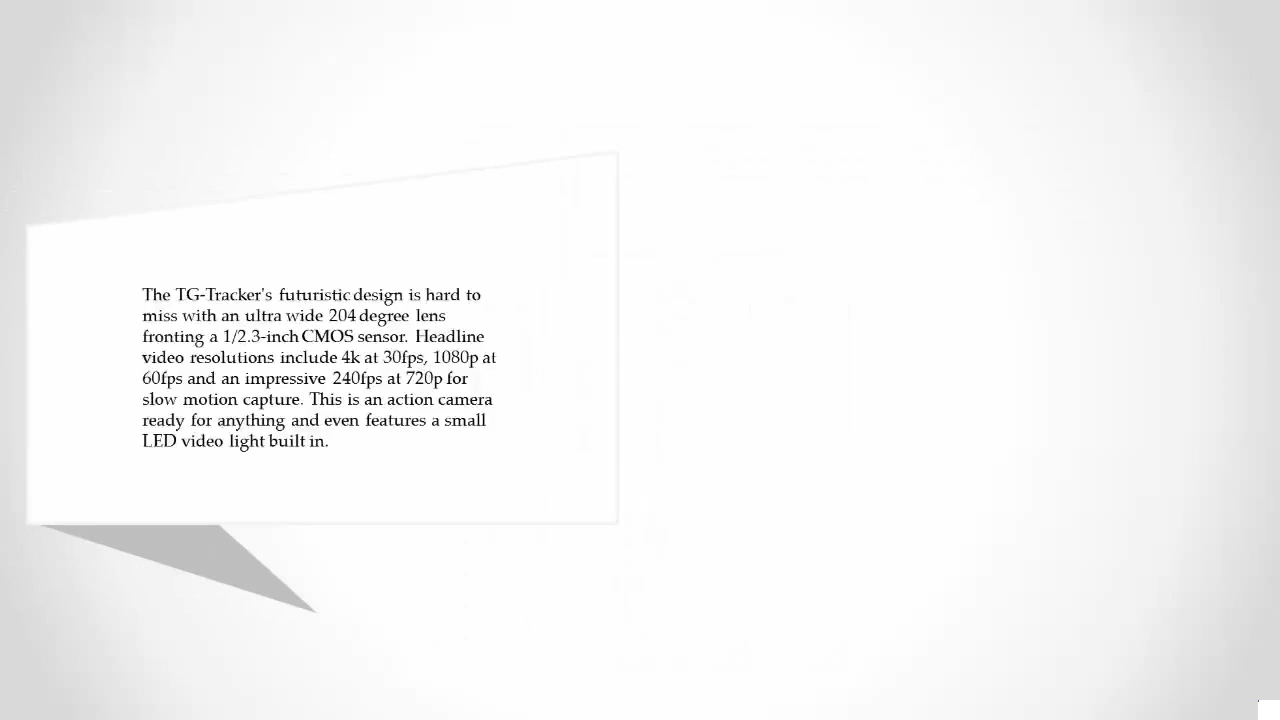 The TG-Tracker's futuristic design is hard to
miss with an ultra wide 204 degree lens
fronting a 1/2.3-inch CMOS sensor. Headline
video resolutions include 4k at 30fps, 1080p at
60fps and an impressive 240fps at 720p for
slow motion capture. This is an action camera
ready for anything and even features a small
LED video light built in.